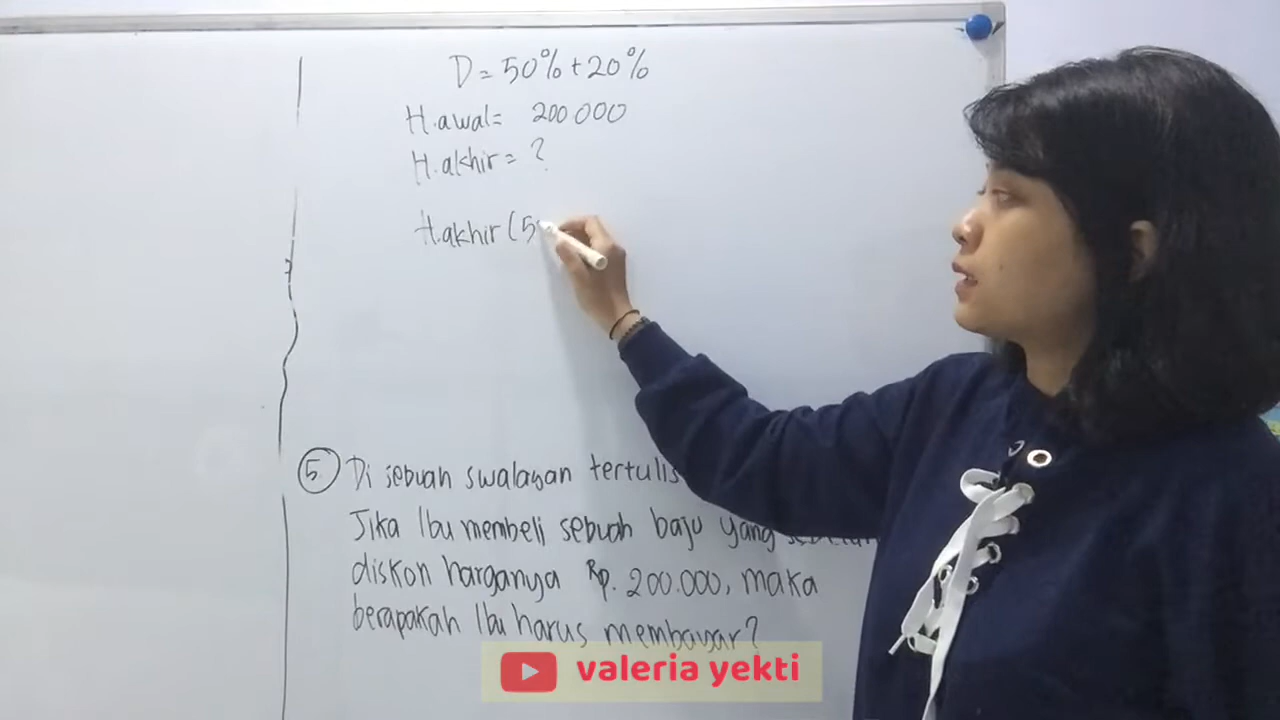 D = 50% + 20%
H.awal = 200.000
H.akhir = ?
H.akhir (5
5. Di sebuah swalayan tertulis
Jika Ibu membeli sebuah baju yang
diskon harganya Rp. 200.000, maka
berapakah Ibu harus membayar?
valeria yekti